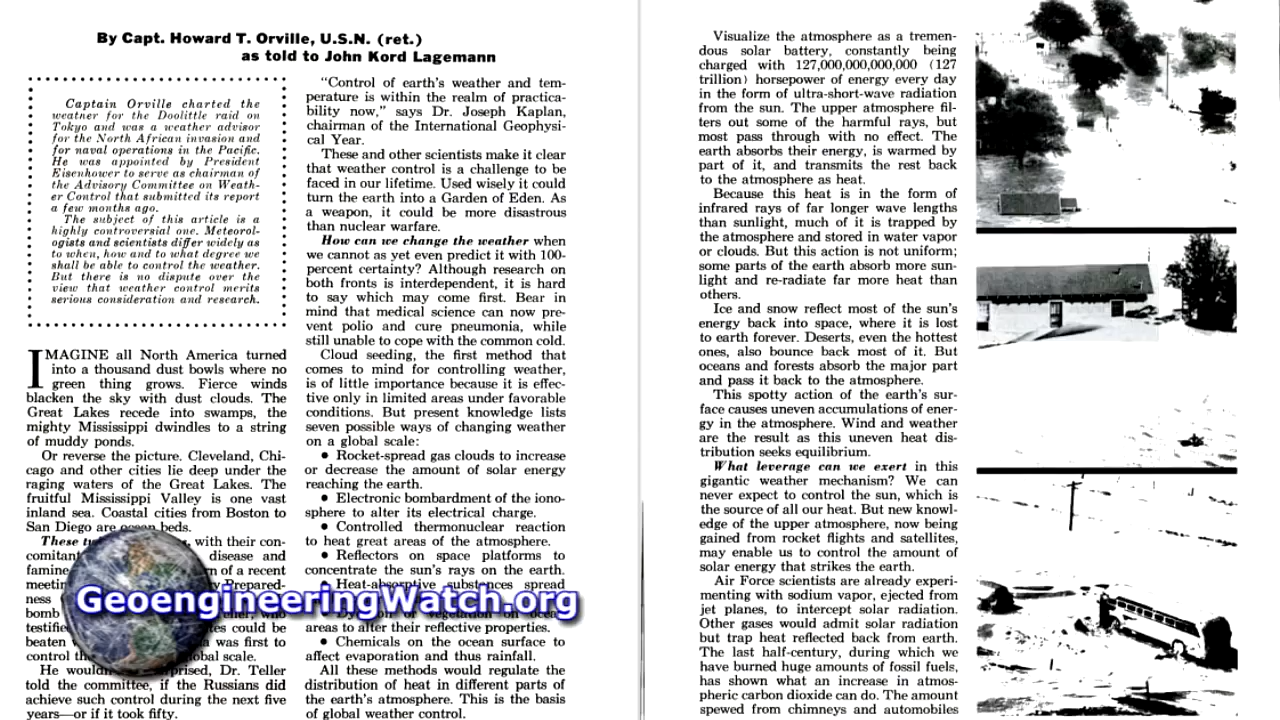 By Capt. Howard T. Orville, U.S.N. (ret.)
as told to John Kord Lagemann
Captain Orville charted the
weather for the Doolittle raid on
Tokyo and was a weather advisor
for the North African invasion and
for naval operations in the Pacific.
He was appointed by President
Eisenhower to serve as chairman of
the Advisory Committee on Weath-
er Control that submitted its report
a few months ago.
The subject of this article is a
highly controversial one. Meteorol-
ogists and scientists differ widely as
to when, how and to what degree we
shall be able to control the weather.
But there is no dispute over the
view that weather control merits
serious consideration and research.
IMAGINE all North America turned
into a thousand dust bowls where no
green thing grows. Fierce winds
blacken the sky with dust clouds. The
Great Lakes recede into swamps, the
mighty Mississippi dwindles to a string
of muddy ponds.
Or reverse the picture. Cleveland, Chi-
cago and other cities lie deep under the
raging waters of the Great Lakes. The
fruitful Mississippi Valley is one vast
inland sea. Coastal cities from Boston to
San Diego are ocean beds.
These with their con-
comitant disease and
famine of a recent
Prepared-
ness
bomb who
could be
beaten was first to
control
He prised, Dr. Teller
told the committee, if the Russians did
achieve such control during the next five
years—or if it took fifty.
"Control of earth's weather and tem-
perature is within the realm of practica-
bility now," says Dr. Joseph Kaplan,
chairman of the International Geophysi-
cal Year.
These and other scientists make it clear
that weather control is a challenge to be
faced in our lifetime. Used wisely it could
turn the earth into a Garden of Eden. As
a weapon, it could be more disastrous
than nuclear warfare.
How can we change the weather when
we cannot as yet even predict it with 100-
percent certainty? Although research on
both fronts is interdependent, it is hard
to say which may come first. Bear in
mind that medical science can now pre-
vent polio and cure pneumonia, while
still unable to cope with the common cold.
Cloud seeding, the first method that
comes to mind for controlling weather,
is of little importance because it is effec-
tive only in limited areas under favorable
conditions. But present knowledge lists
seven possible ways of changing weather
on a global scale:
● Rocket-spread gas clouds to increase
or decrease the amount of solar energy
reaching the earth.
● Electronic bombardment of the iono-
sphere to alter its electrical charge.
● Controlled thermonuclear reaction
to heat great areas of the atmosphere.
● Reflectors on space platforms to
concentrate the sun's rays on the earth.
● Heat-absorptive substances spread
GeoengineeringWatch.org
of vegetation on
areas to alter their reflective properties.
● Chemicals on the ocean surface to
affect evaporation and thus rainfall.
All these methods would regulate the
distribution of heat in different parts of
the earth's atmosphere. This is the basis
of global weather control.
Visualize the atmosphere as a tremen-
dous solar battery, constantly being
charged with 127,000,000,000,000 (127
trillion) horsepower of energy every day
in the form of ultra-short-wave radiation
from the sun. The upper atmosphere fil-
ters out some of the harmful rays, but
most pass through with no effect. The
earth absorbs their energy, is warmed by
part of it, and transmits the rest back
to the atmosphere as heat.
Because this heat is in the form of
infrared rays of far longer wave lengths
than sunlight, much of it is trapped by
the atmosphere and stored in water vapor
or clouds. But this action is not uniform;
some parts of the earth absorb more sun-
light and re-radiate far more heat than
others.
Ice and snow reflect most of the sun's
energy back into space, where it is lost
to earth forever. Deserts, even the hottest
ones, also bounce back most of it. But
oceans and forests absorb the major part
and pass it back to the atmosphere.
This spotty action of the earth's sur-
face causes uneven accumulations of ener-
gy in the atmosphere. Wind and weather
are the result as this uneven heat dis-
tribution seeks equilibrium.
What leverage can we exert in this
gigantic weather mechanism? We can
never expect to control the sun, which is
the source of all our heat. But new knowl-
edge of the upper atmosphere, now being
gained from rocket flights and satellites,
may enable us to control the amount of
solar energy that strikes the earth.
Air Force scientists are already experi-
menting with sodium vapor, ejected from
jet planes, to intercept solar radiation.
Other gases would admit solar radiation
but trap heat reflected back from earth.
The last half-century, during which we
have burned huge amounts of fossil fuels,
has shown what an increase in atmos-
pheric carbon dioxide can do. The amount
spewed from chimneys and automobiles